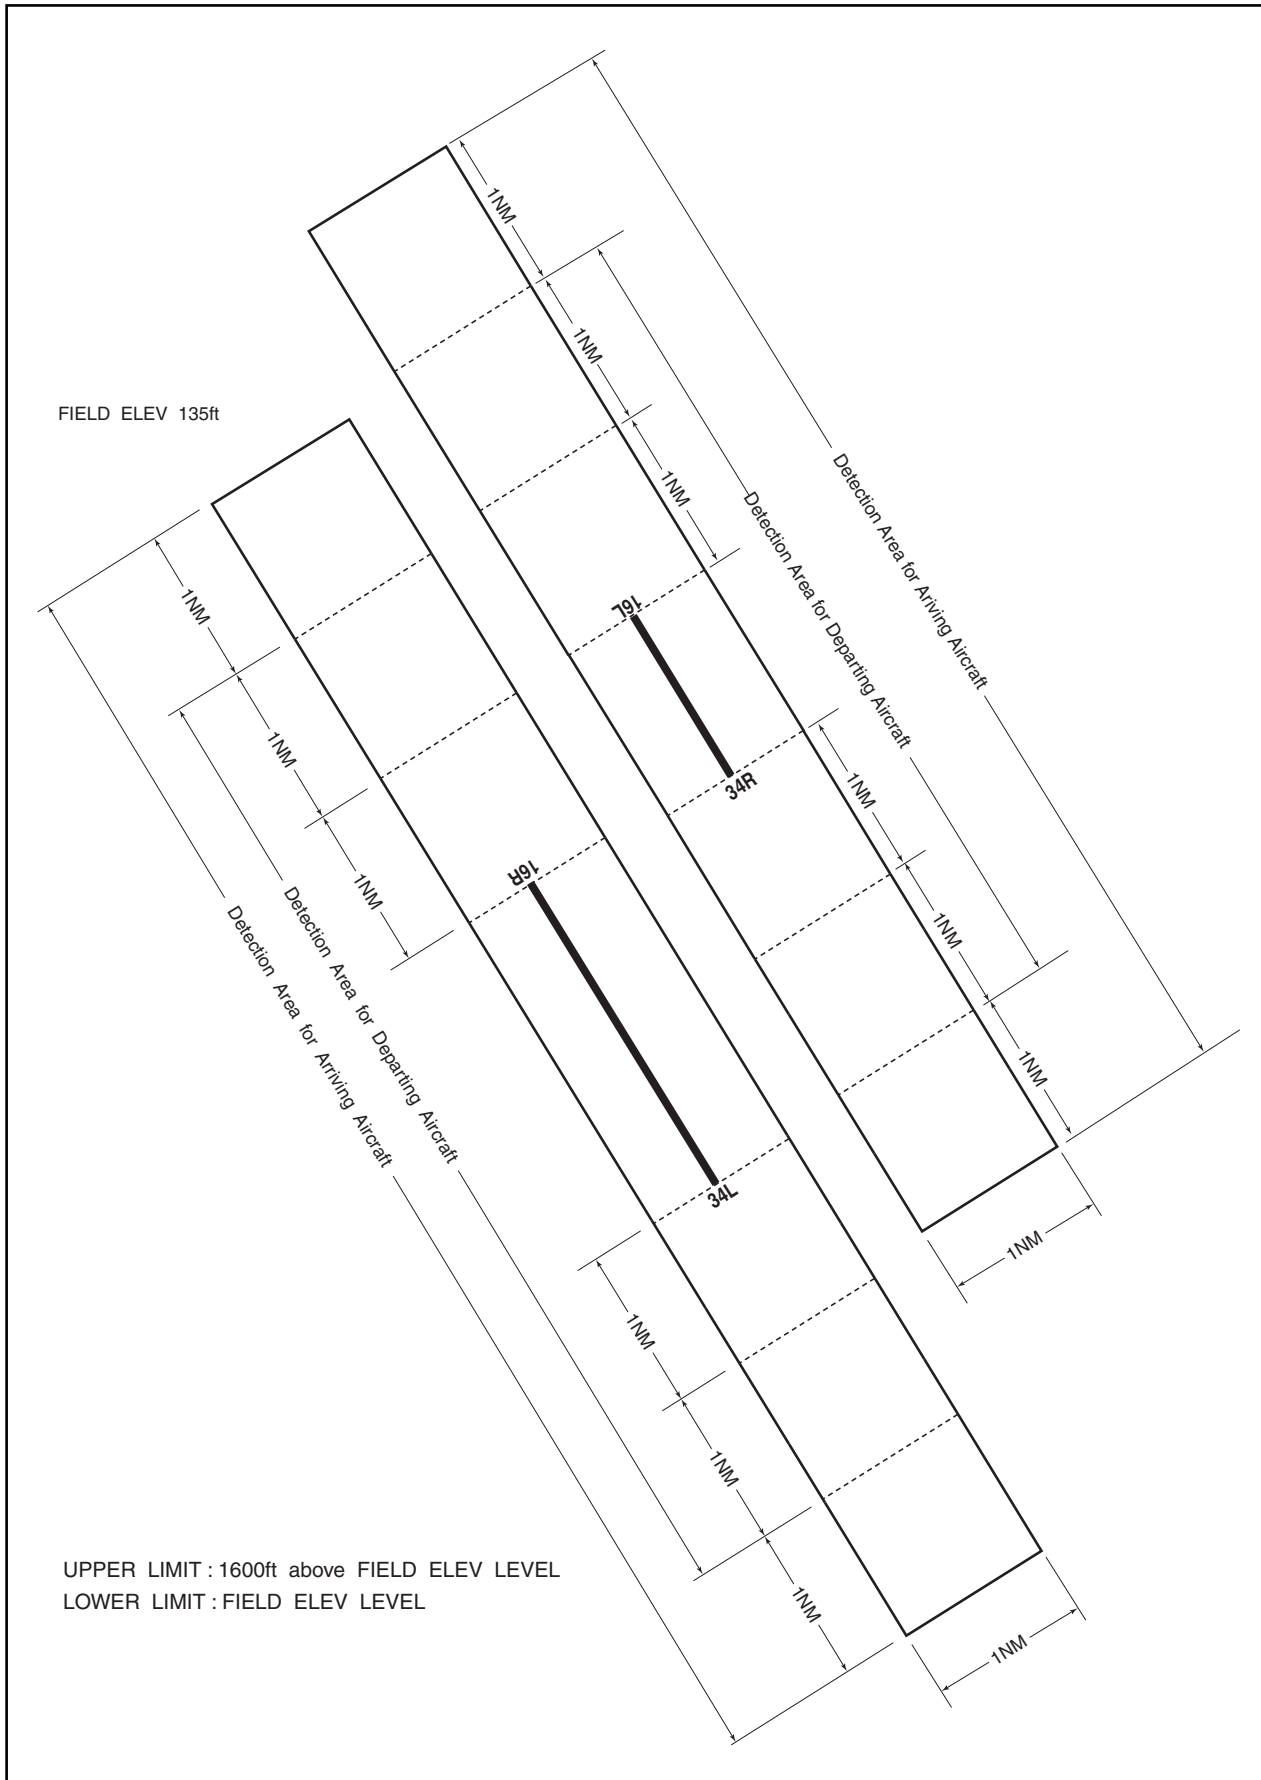 1NM
1NM
FIELD ELEV 135ft
1NM
Detection Area for Ariving Aircraft
Detection Area for Departing Aircraft
1NM
16L
1NM
34R
1NM
1NM
16R
1NM
Detection Area for Departing Aircraft
Detection Area for Arriving Aircraft
1NM
1NM
34L
1NM
1NM
1NM
UPPER LIMIT : 1600ft above FIELD ELEV LEVEL
LOWER LIMIT : FIELD ELEV LEVEL
1NM
1NM